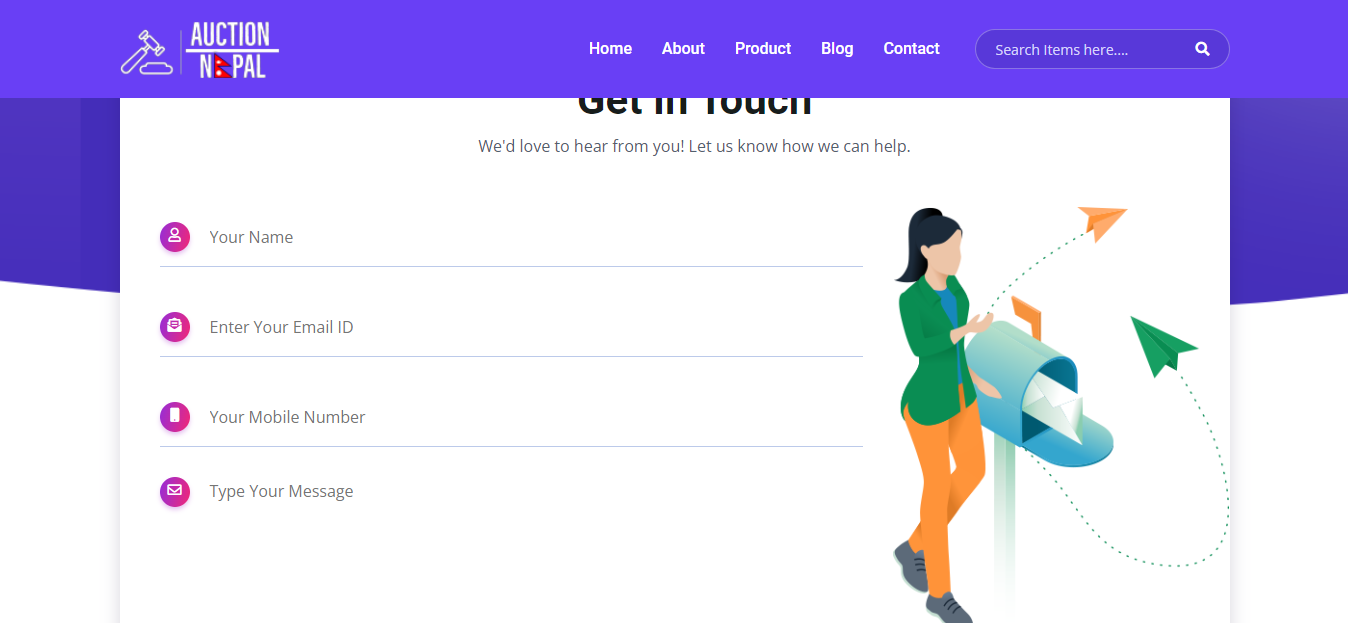 AUCTION
NEPAL
Home About Product Blog Contact Search Items here....
Get In Touch
We'd love to hear from you! Let us know how we can help.
Your Name
Enter Your Email ID
Your Mobile Number
Type Your Message